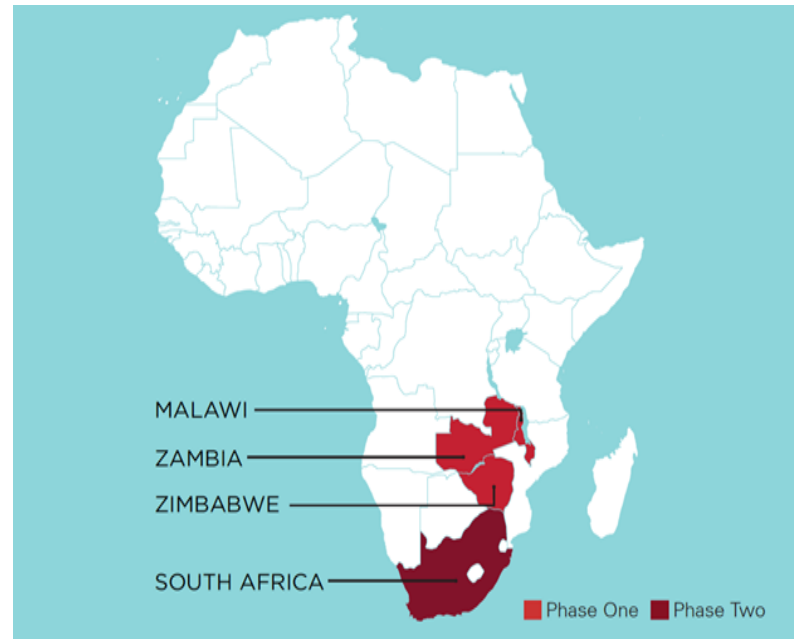 MALAWI
ZAMBIA
ZIMBABWE
SOUTH AFRICA
Phase One Phase Two